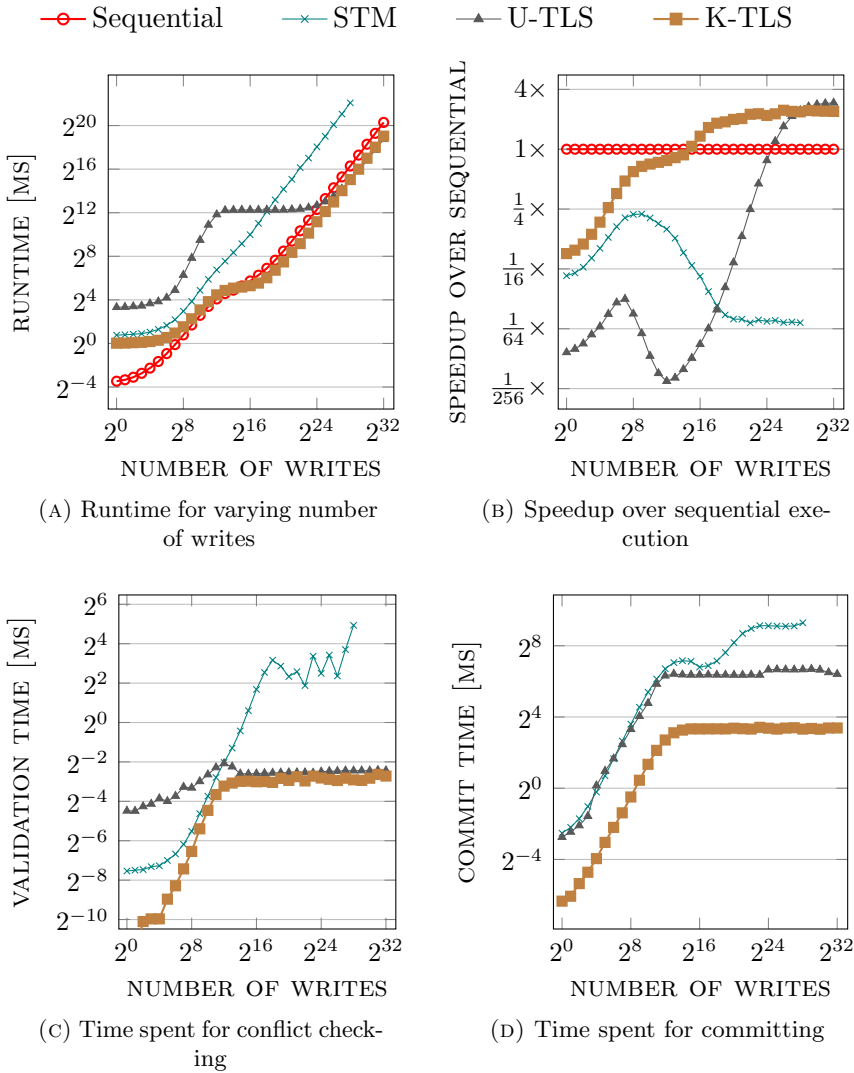 Sequential STM U-TLS K-TLS
RUNTIME [MS]
2^20
2^16
2^12
2^8
2^4
2^0
2^−4
2^0 2^8 2^16 2^24 2^32
NUMBER OF WRITES
(A) Runtime for varying number
of writes
SPEEDUP OVER SEQUENTIAL
4×
1×
1/4 ×
1/16 ×
1/64 ×
1/256 ×
2^0 2^8 2^16 2^24 2^32
NUMBER OF WRITES
(B) Speedup over sequential exe-
cution
VALIDATION TIME [MS]
2^6
2^4
2^2
2^0
2^−2
2^−4
2^−6
2^−8
2^−10
2^0 2^8 2^16 2^24 2^32
NUMBER OF WRITES
(C) Time spent for conflict check-
ing
COMMIT TIME [MS]
2^8
2^4
2^0
2^−4
2^0 2^8 2^16 2^24 2^32
NUMBER OF WRITES
(D) Time spent for committing